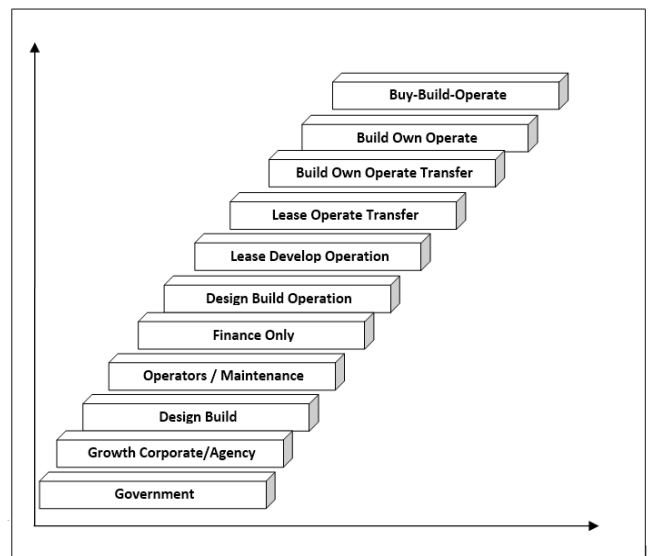 Buy-Build-Operate
Build Own Operate
Build Own Operate Transfer
Lease Operate Transfer
Lease Develop Operation
Design Build Operation
Finance Only
Operators / Maintenance
Design Build
Growth Corporate/Agency
Government